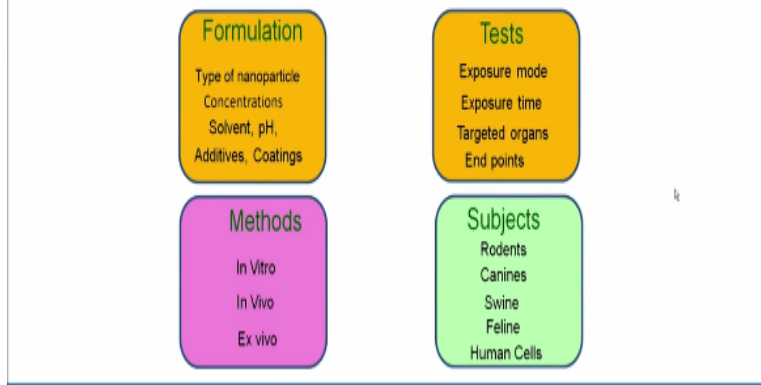 Formulation
Type of nanoparticle
Concentrations
Solvent, pH,
Additives, Coatings
Tests
Exposure mode
Exposure time
Targeted organs
End points
Methods
In Vitro
In Vivo
Ex vivo
Subjects
Rodents
Canines
Swine
Feline
Human Cells